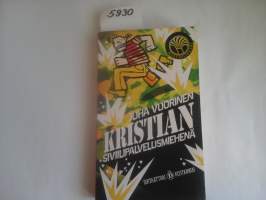 5930
JUHA VUORINEN
KRISTIAN
SIVIILIPALVELUSMIEHENÄ